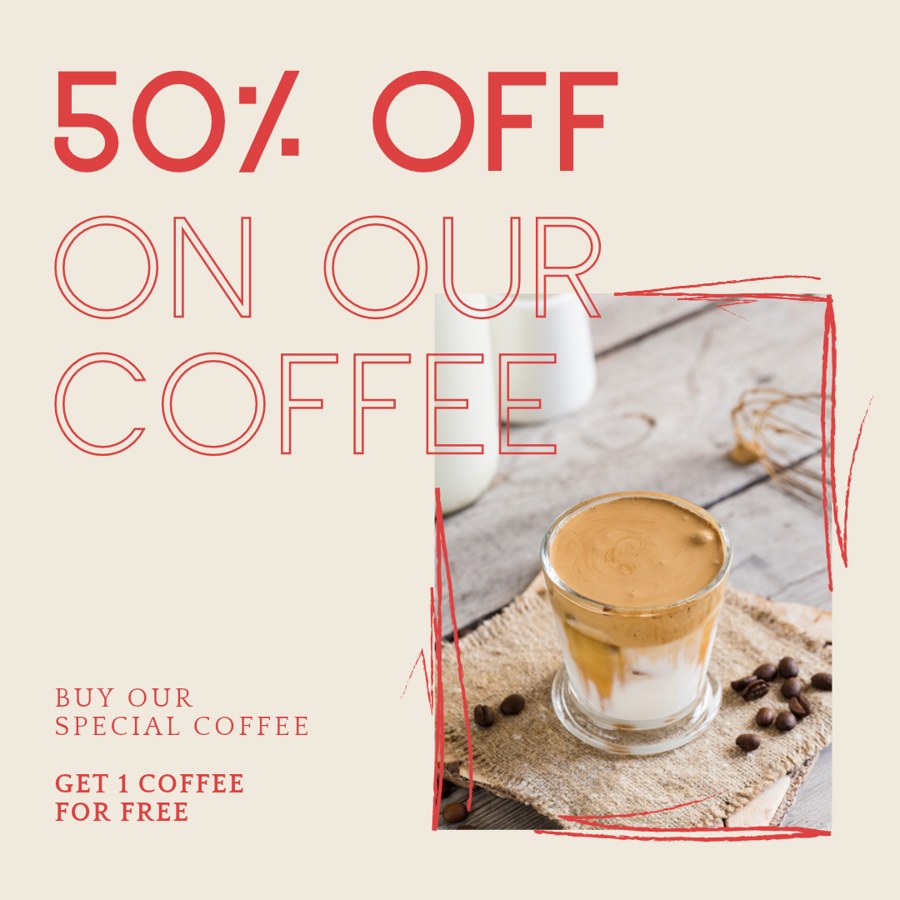 50% OFF
ON OUR
COFFEE
BUY OUR
SPECIAL COFFEE
GET 1 COFFEE
FOR FREE